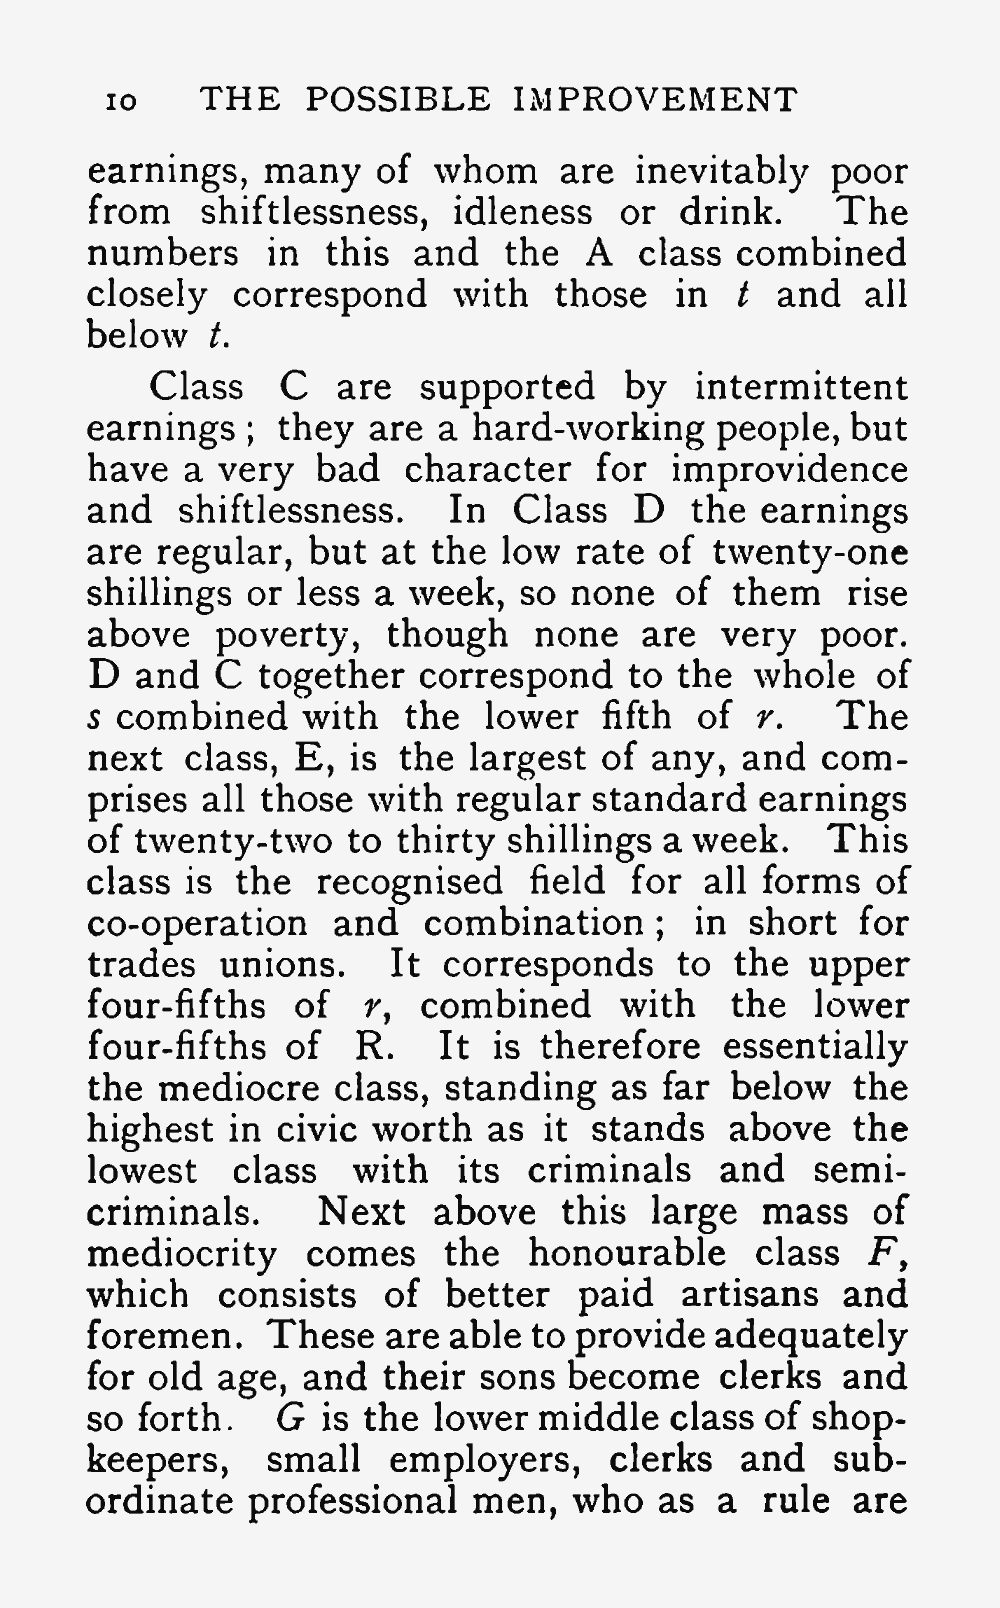 10 THE POSSIBLE IMPROVEMENT
earnings, many of whom are inevitably poor
from shiftlessness, idleness or drink. The
numbers in this and the A class combined
closely correspond with those in t and all
below t.
Class C are supported by intermittent
earnings ; they are a hard-working people, but
have a very bad character for improvidence
and shiftlessness. In Class D the earnings
are regular, but at the low rate of twenty-one
shillings or less a week, so none of them rise
above poverty, though none are very poor.
D and C together correspond to the whole of
s combined with the lower fifth of r. The
next class, E, is the largest of any, and com-
prises all those with regular standard earnings
of twenty-two to thirty shillings a week. This
class is the recognised field for all forms of
co-operation and combination ; in short for
trades unions. It corresponds to the upper
four-fifths of r, combined with the lower
four-fifths of R. It is therefore essentially
the mediocre class, standing as far below the
highest in civic worth as it stands above the
lowest class with its criminals and semi-
criminals. Next above this large mass of
mediocrity comes the honourable class F,
which consists of better paid artisans and
foremen. These are able to provide adequately
for old age, and their sons become clerks and
so forth. G is the lower middle class of shop-
keepers, small employers, clerks and sub-
ordinate professional men, who as a rule are